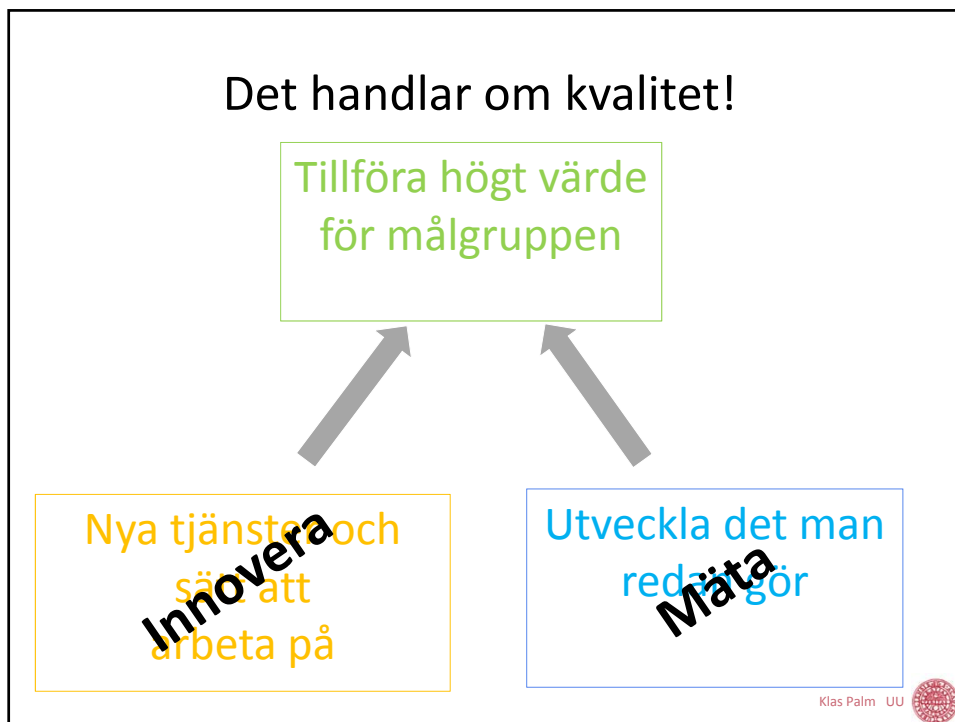 Det handlar om kvalitet!
Tillföra högt värde
för målgruppen
Nya tjänster och
sätt att
arbeta på
Innovera
Utveckla det man
redan gör
Mäta
Klas Palm UU